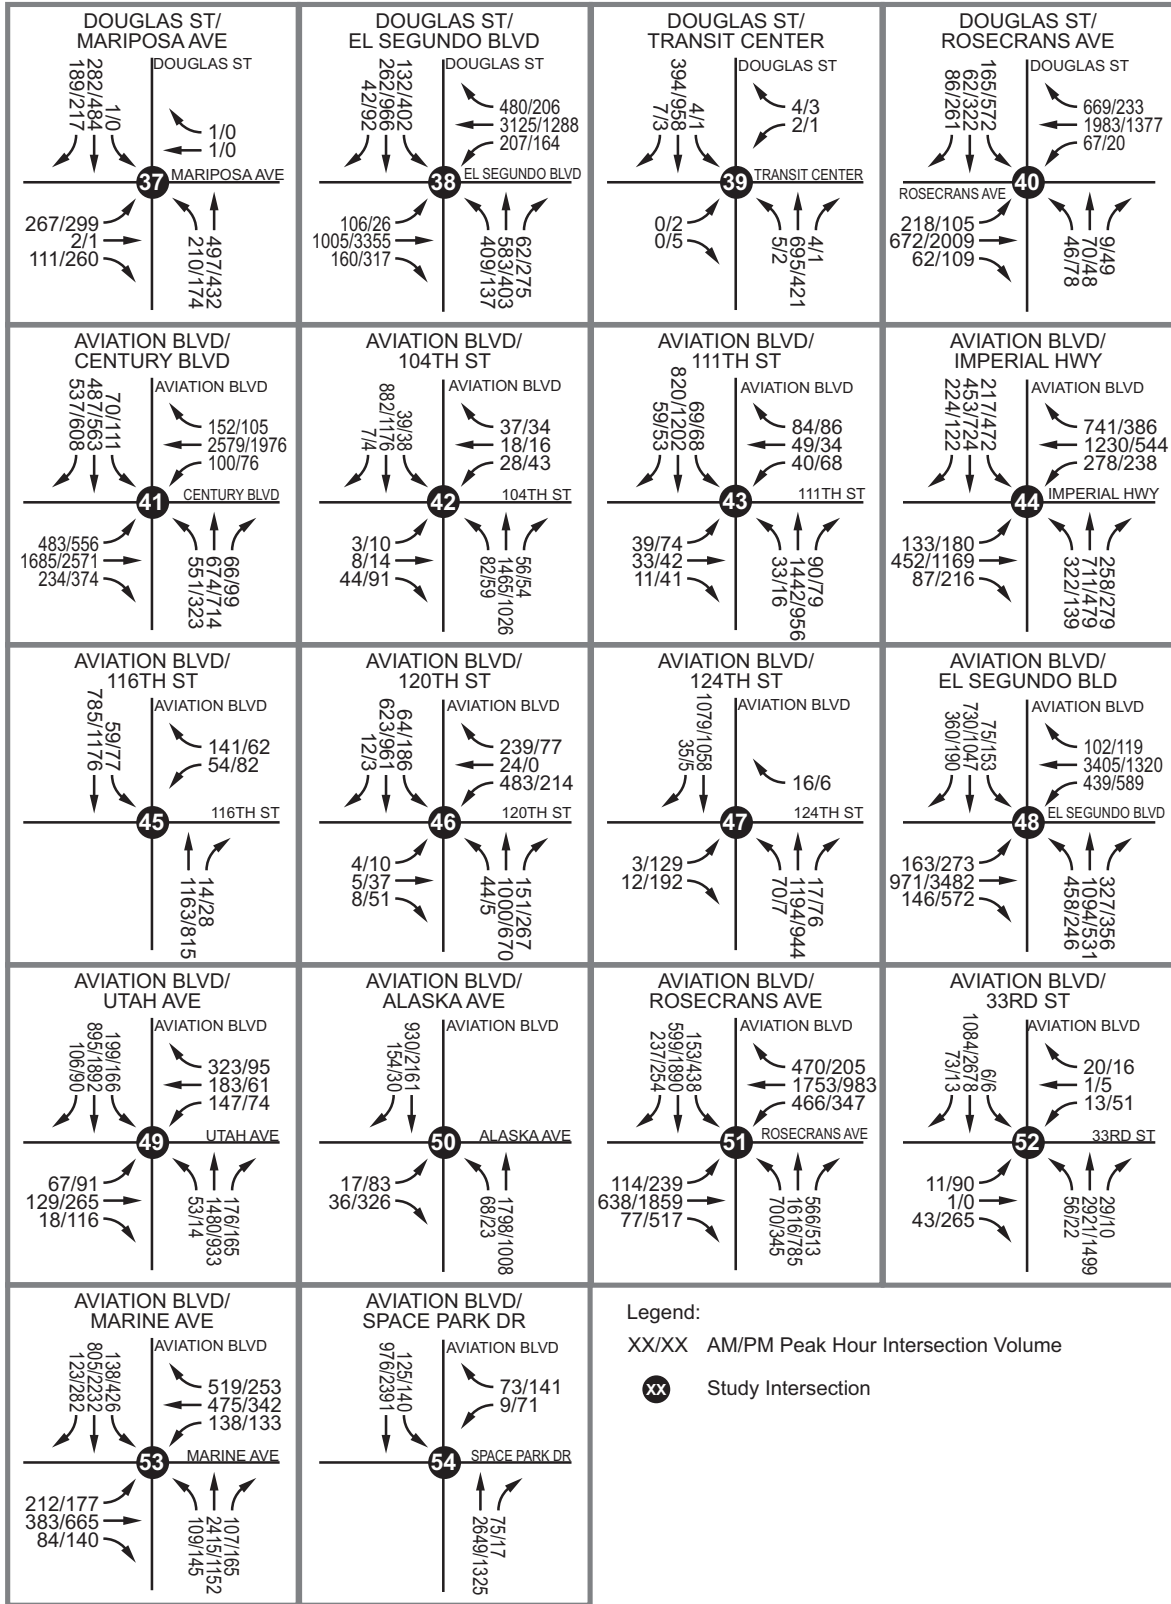 DOUGLAS ST/
MARIPOSA AVE
DOUGLAS ST
189/217
282/484
1/0
1/0
1/0
37
MARIPOSA AVE
267/299
2/1
111/260
210/174
497/432
DOUGLAS ST/
EL SEGUNDO BLVD
DOUGLAS ST
42/92
262/966
132/402
480/206
3125/1288
207/164
38
EL SEGUNDO BLVD
106/26
1005/3355
160/317
409/137
583/403
62/275
DOUGLAS ST/
TRANSIT CENTER
DOUGLAS ST
7/3
394/958
4/1
4/3
2/1
39
TRANSIT CENTER
0/2
0/5
5/2
695/421
4/1
DOUGLAS ST/
ROSECRANS AVE
DOUGLAS ST
86/261
62/322
165/572
669/233
1983/1377
67/20
40
ROSECRANS AVE
218/105
672/2009
62/109
46/78
70/48
9/49
AVIATION BLVD/
CENTURY BLVD
AVIATION BLVD
537/608
487/563
70/111
152/105
2579/1976
100/76
41
CENTURY BLVD
483/556
1685/2571
234/374
551/323
674/714
66/99
AVIATION BLVD/
104TH ST
AVIATION BLVD
7/4
882/1176
39/38
37/34
18/16
28/43
42
104TH ST
3/10
8/14
44/91
82/59
1465/1026
56/54
AVIATION BLVD/
111TH ST
AVIATION BLVD
59/53
820/1202
69/68
84/86
49/34
40/68
43
111TH ST
39/74
33/42
11/41
33/16
1442/956
90/79
AVIATION BLVD/
IMPERIAL HWY
AVIATION BLVD
224/122
453/724
217/472
741/386
1230/544
278/238
44
IMPERIAL HWY
133/180
452/1169
87/216
322/139
711/479
258/279
AVIATION BLVD/
116TH ST
AVIATION BLVD
785/1176
59/77
141/62
54/82
45
116TH ST
1163/815
14/28
AVIATION BLVD/
120TH ST
AVIATION BLVD
12/3
623/961
64/186
239/77
24/0
483/214
46
120TH ST
4/10
5/37
8/51
44/5
1000/670
151/267
AVIATION BLVD/
124TH ST
AVIATION BLVD
35/5
1079/1058
16/6
47
124TH ST
3/129
12/192
70/7
1194/944
17/76
AVIATION BLVD/
EL SEGUNDO BLD
AVIATION BLVD
360/190
730/1047
75/153
102/119
3405/1320
439/589
48
EL SEGUNDO BLVD
163/273
971/3482
146/572
458/246
1094/531
327/356
AVIATION BLVD/
UTAH AVE
AVIATION BLVD
106/90
895/1892
199/166
323/95
183/61
147/74
49
UTAH AVE
67/91
129/265
18/116
53/14
1480/933
176/165
AVIATION BLVD/
ALASKA AVE
AVIATION BLVD
154/30
930/2161
50
ALASKA AVE
17/83
36/326
68/23
1798/1008
AVIATION BLVD/
ROSECRANS AVE
AVIATION BLVD
237/254
599/1890
153/438
470/205
1753/983
466/347
51
ROSECRANS AVE
114/239
638/1859
77/517
700/345
1616/785
566/513
AVIATION BLVD/
33RD ST
AVIATION BLVD
73/13
1084/2678
6/6
20/16
1/5
13/51
52
33RD ST
11/90
1/0
43/265
56/22
2921/1499
29/10
AVIATION BLVD/
MARINE AVE
AVIATION BLVD
123/282
805/2232
138/426
519/253
475/342
138/133
53
MARINE AVE
212/177
383/665
84/140
109/145
2415/1152
107/165
AVIATION BLVD/
SPACE PARK DR
AVIATION BLVD
976/2391
125/140
73/141
9/71
54
SPACE PARK DR
2649/1325
75/17
Legend:
XX/XX AM/PM Peak Hour Intersection Volume
XX Study Intersection